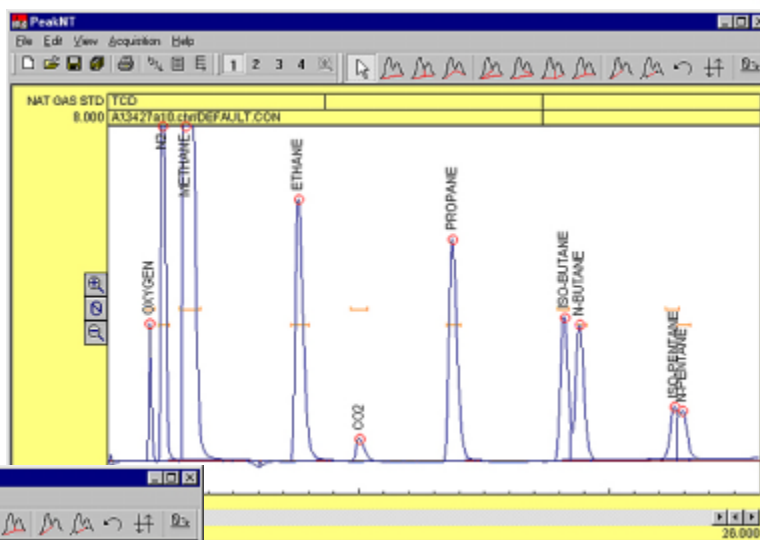 PeakNT
File Edit View Acquisition Help
1 2 3 4
NAT GAS STD TCD
8.000 A13427a10.chr/DEFAULT.CON
OXYGEN
N2
METHANE
ETHANE
CO2
PROPANE
ISO-BUTANE
N-BUTANE
ISO-PENTANE
N-PENTANE
26.000